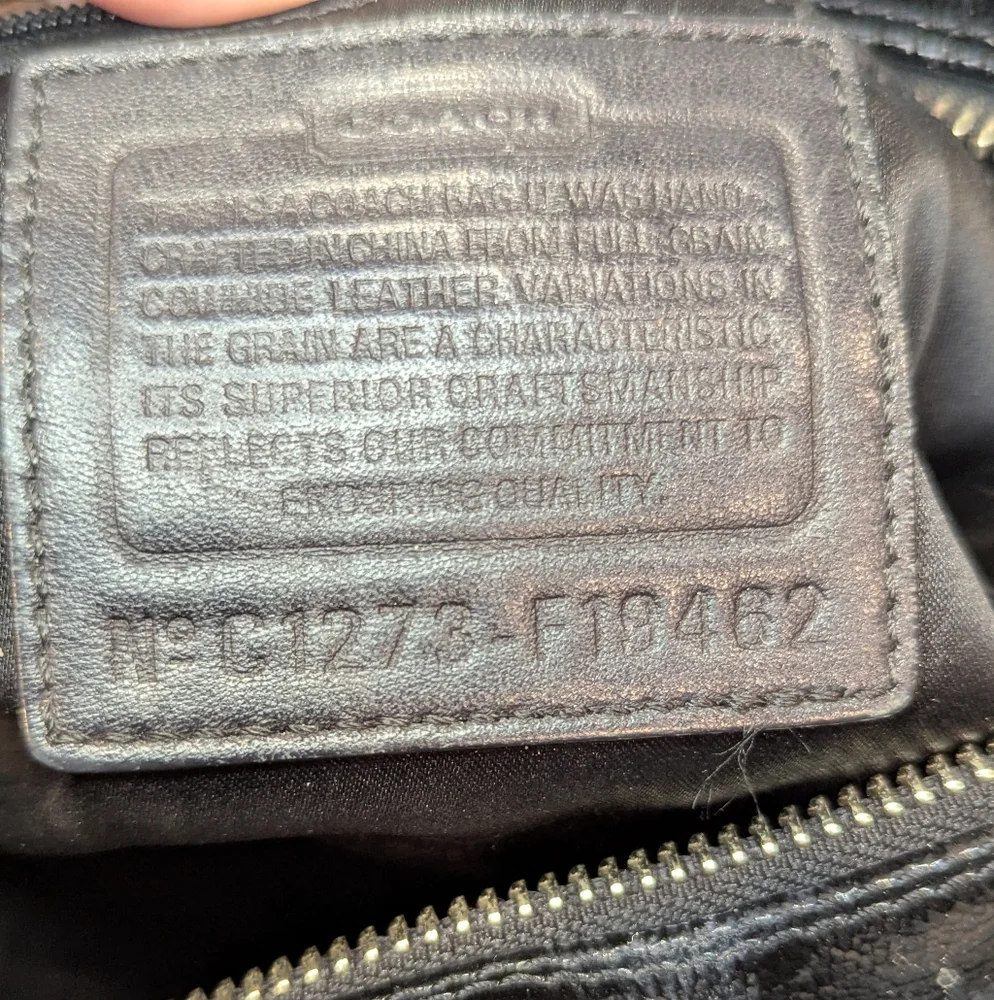 COACH
THIS IS A COACH BAG. IT WAS HAND-
CRAFTED IN CHINA FROM FULL GRAIN
COWHIDE LEATHER. VARIATIONS IN
THE GRAIN ARE A CHARACTERISTIC.
ITS SUPERIOR CRAFTSMANSHIP
REFLECTS OUR COMMITMENT TO
ENDURING QUALITY.
Nº C1273-F19462